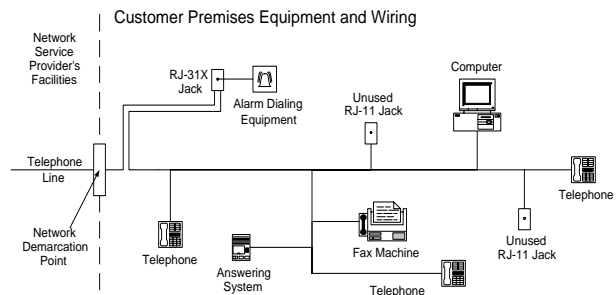 Customer Premises Equipment and Wiring
Network
Service
Provider's
Facilities
RJ-31X
Jack
Alarm Dialing
Equipment
Unused
RJ-11 Jack
Computer
Telephone
Line
Network
Demarcation
Point
Telephone
Answering
System
Fax Machine
Telephone
Unused
RJ-11 Jack
Telephone